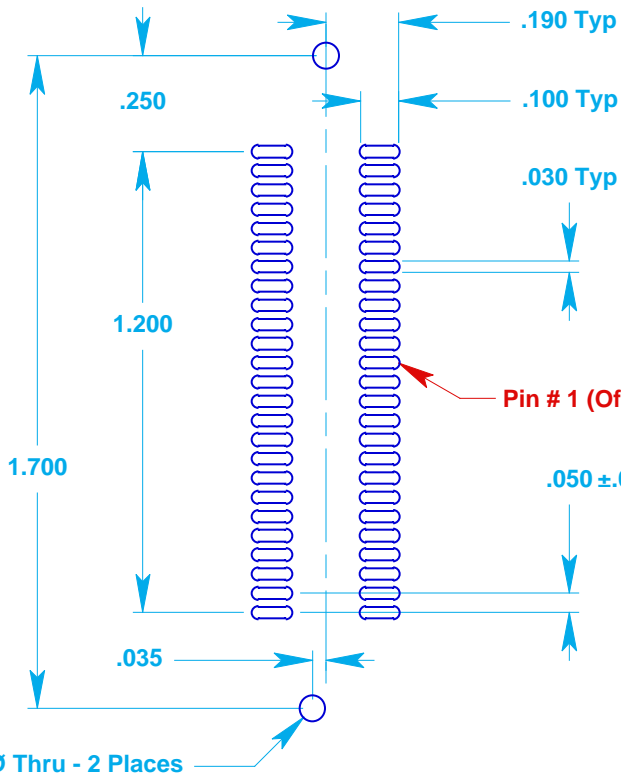 .190 Typ
.250
.100 Typ
.030 Typ
1.200
Pin # 1 (Of
1.700
.050 ±.0
.035
Ø Thru - 2 Places